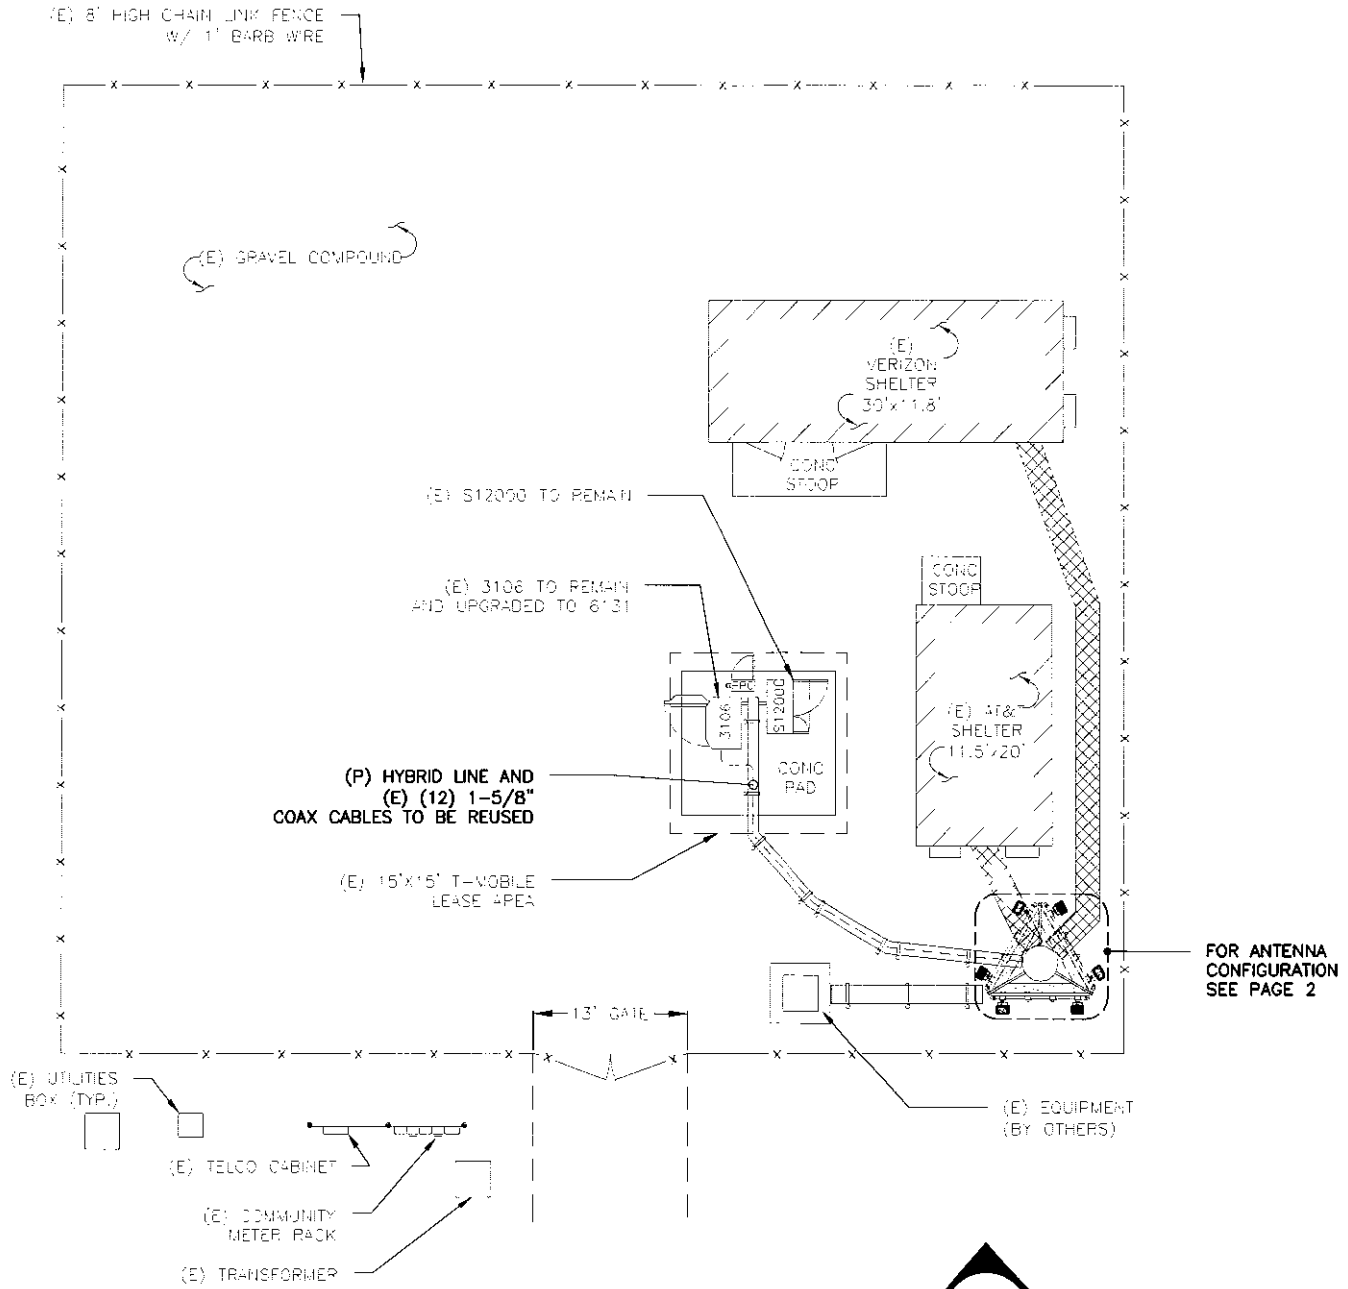 (E) 8' HIGH CHAIN LINK FENCE
W/ 1' BARB WIRE
(E) GRAVEL COMPOUND
(E)
VERIZON
SHELTER
30'x11.8'
CONC
STOOP
(E) S12000 TO REMAIN
(E) 3106 TO REMAIN
AND UPGRADED TO 6131
CONC
STOOP
PPC
3106
S12000
(E) AT&T
SHELTER
11.5'x20'
CONC
PAD
(P) HYBRID LINE AND
(E) (12) 1-5/8"
COAX CABLES TO BE REUSED
(E) 15'X15' T-MOBILE
LEASE AREA
FOR ANTENNA
CONFIGURATION
SEE PAGE 2
13' GATE
(E) UTILITIES
BOX (TYP.)
(E) EQUIPMENT
(BY OTHERS)
(E) TELCO CABINET
(E) COMMUNITY
METER RACK
(E) TRANSFORMER